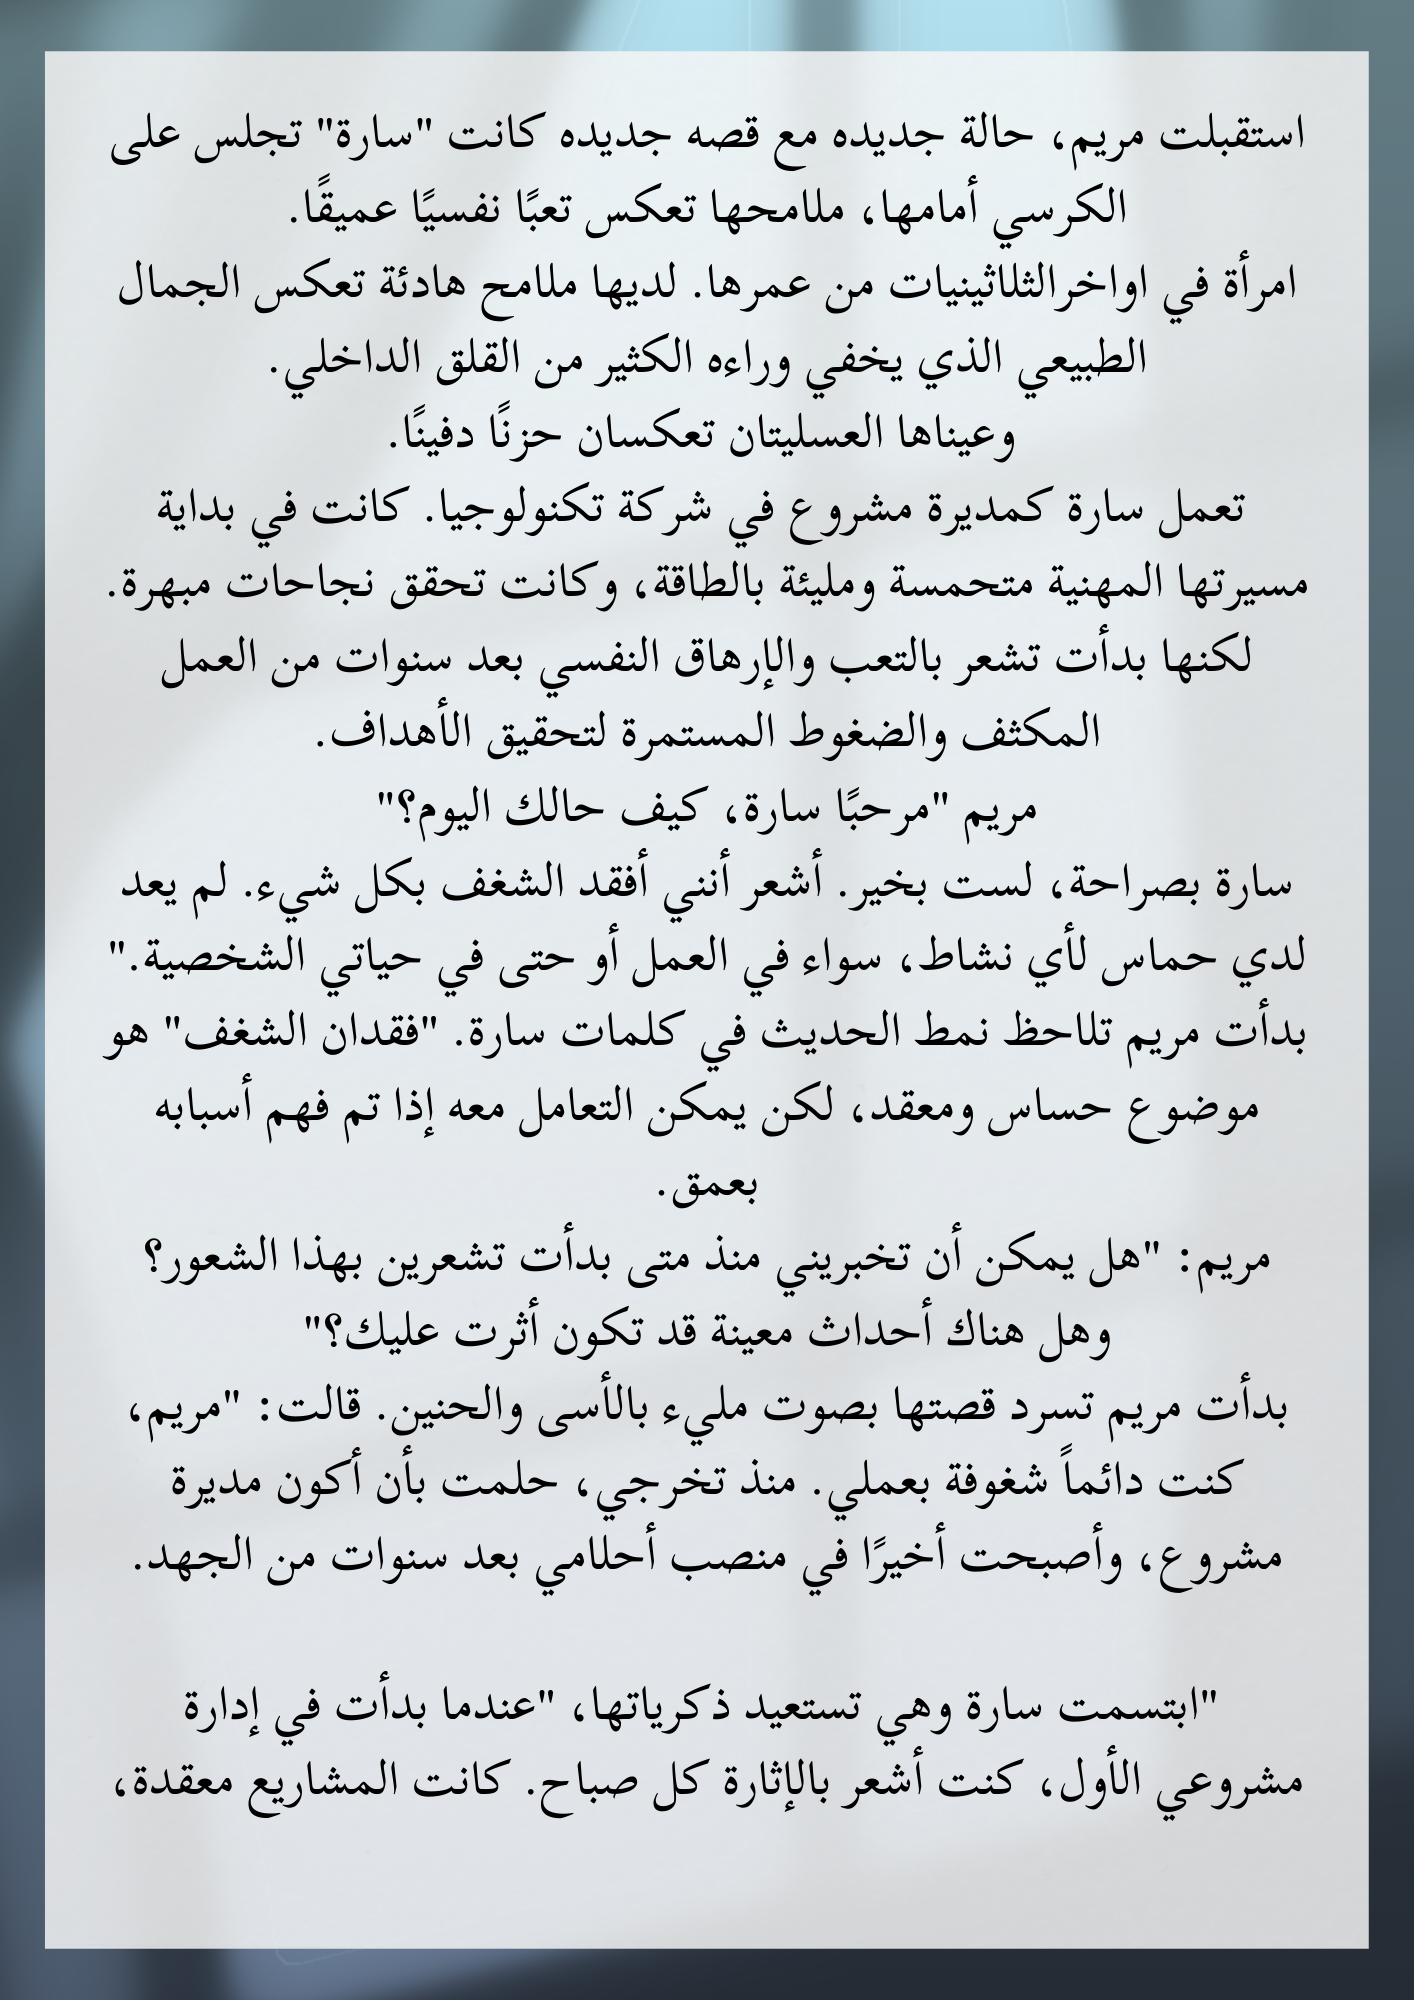 استقبلت مريم، حالة جديده مع قصه جديده كانت "سارة" تجلس على
الكرسي أمامها، ملامحها تعكس تعبًا نفسيًا عميقًا.
امرأة في اواخرالثلاثينيات من عمرها. لديها ملامح هادئة تعكس الجمال
الطبيعي الذي يخفي وراءه الكثير من القلق الداخلي.
وعيناها العسليتان تعكسان حزنًا دفينًا.
تعمل سارة كمديرة مشروع في شركة تكنولوجيا. كانت في بداية
مسيرتها المهنية متحمسة ومليئة بالطاقة، وكانت تحقق نجاحات مبهرة.
لكنها بدأت تشعر بالتعب والإرهاق النفسي بعد سنوات من العمل
المكثف والضغوط المستمرة لتحقيق الأهداف.
مريم "مرحبًا سارة، كيف حالك اليوم؟"
سارة بصراحة، لست بخير. أشعر أنني أفقد الشغف بكل شيء. لم يعد
لدي حماس لأي نشاط، سواء في العمل أو حتى في حياتي الشخصية."
بدأت مريم تلاحظ نمط الحديث في كلمات سارة. "فقدان الشغف" هو
موضوع حساس ومعقد، لكن يمكن التعامل معه إذا تم فهم أسبابه
بعمق.
مريم: "هل يمكن أن تخبريني منذ متى بدأت تشعرين بهذا الشعور؟
وهل هناك أحداث معينة قد تكون أثرت عليك؟"
بدأت مريم تسرد قصتها بصوت مليء بالأسى والحنين. قالت: "مريم،
كنت دائماً شغوفة بعملي. منذ تخرجي، حلمت بأن أكون مديرة
مشروع، وأصبحت أخيرًا في منصب أحلامي بعد سنوات من الجهد.
"ابتسمت سارة وهي تستعيد ذكرياتها، "عندما بدأت في إدارة
مشروعي الأول، كنت أشعر بالإثارة كل صباح. كانت المشاريع معقدة،